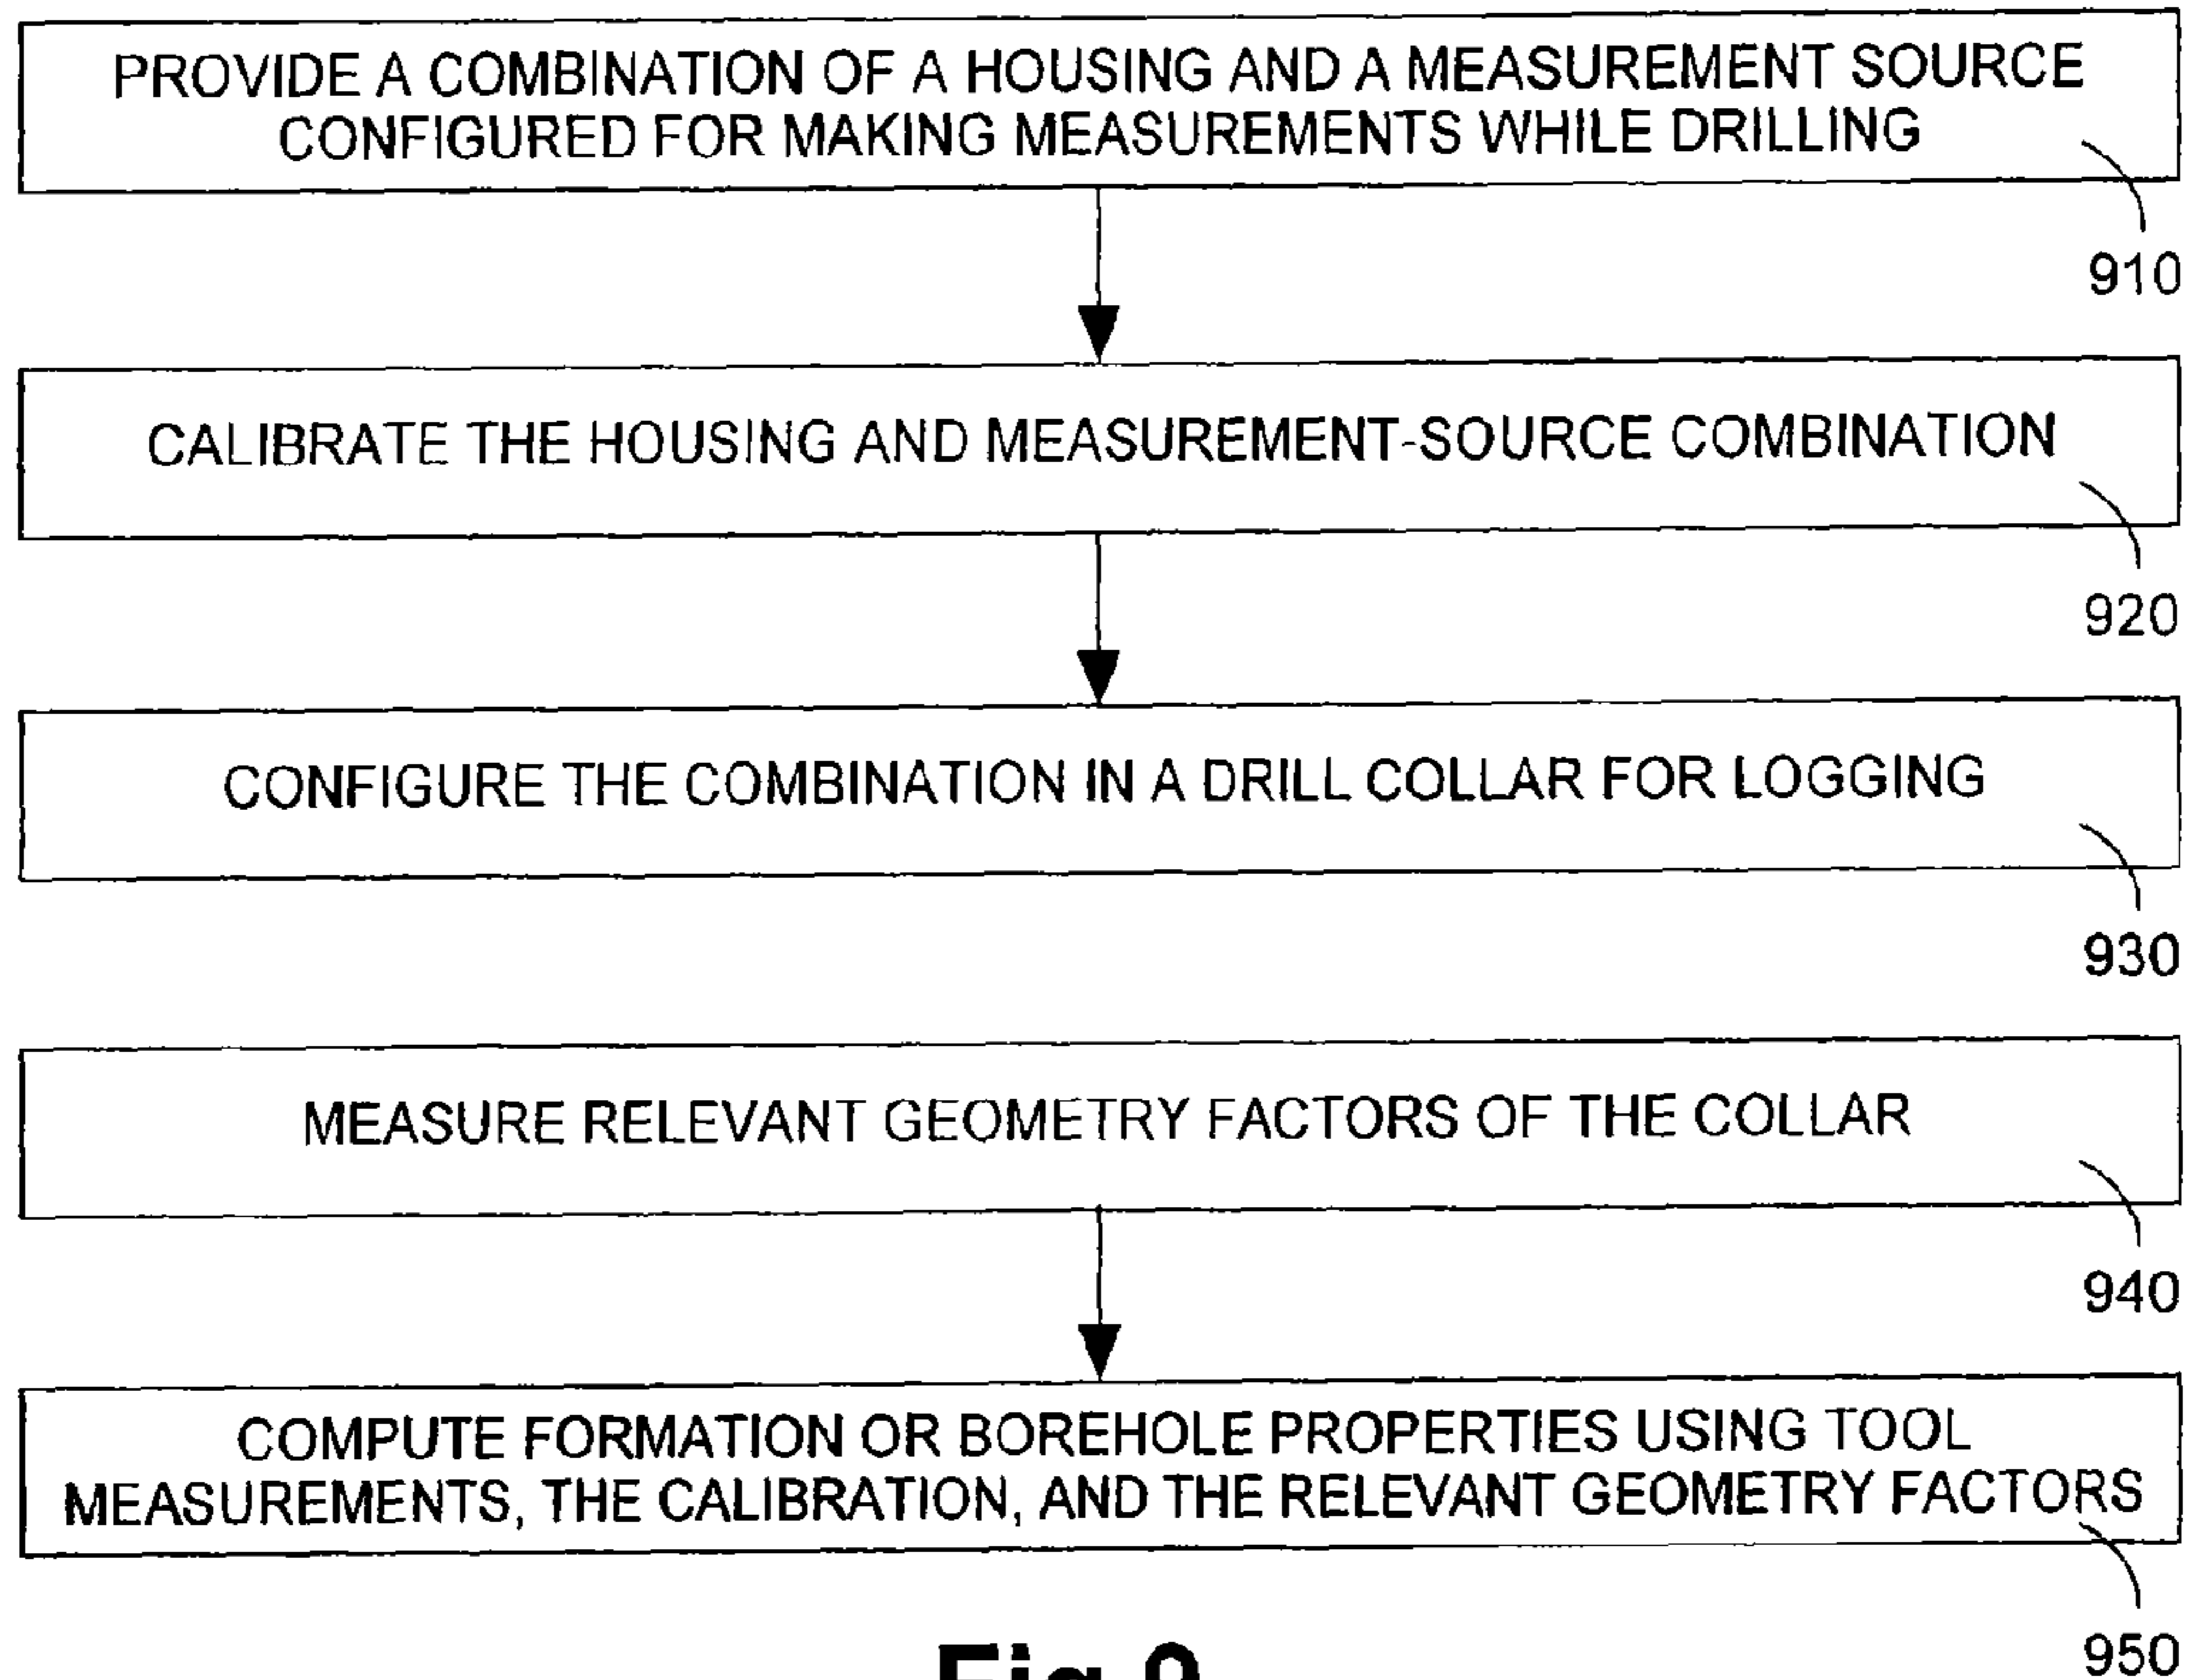 PROVIDE A COMBINATION OF A HOUSING AND A MEASUREMENT SOURCE
CONFIGURED FOR MAKING MEASUREMENTS WHILE DRILLING
910
CALIBRATE THE HOUSING AND MEASUREMENT-SOURCE COMBINATION
920
CONFIGURE THE COMBINATION IN A DRILL COLLAR FOR LOGGING
930
MEASURE RELEVANT GEOMETRY FACTORS OF THE COLLAR
940
COMPUTE FORMATION OR BOREHOLE PROPERTIES USING TOOL
MEASUREMENTS, THE CALIBRATION, AND THE RELEVANT GEOMETRY FACTORS
950